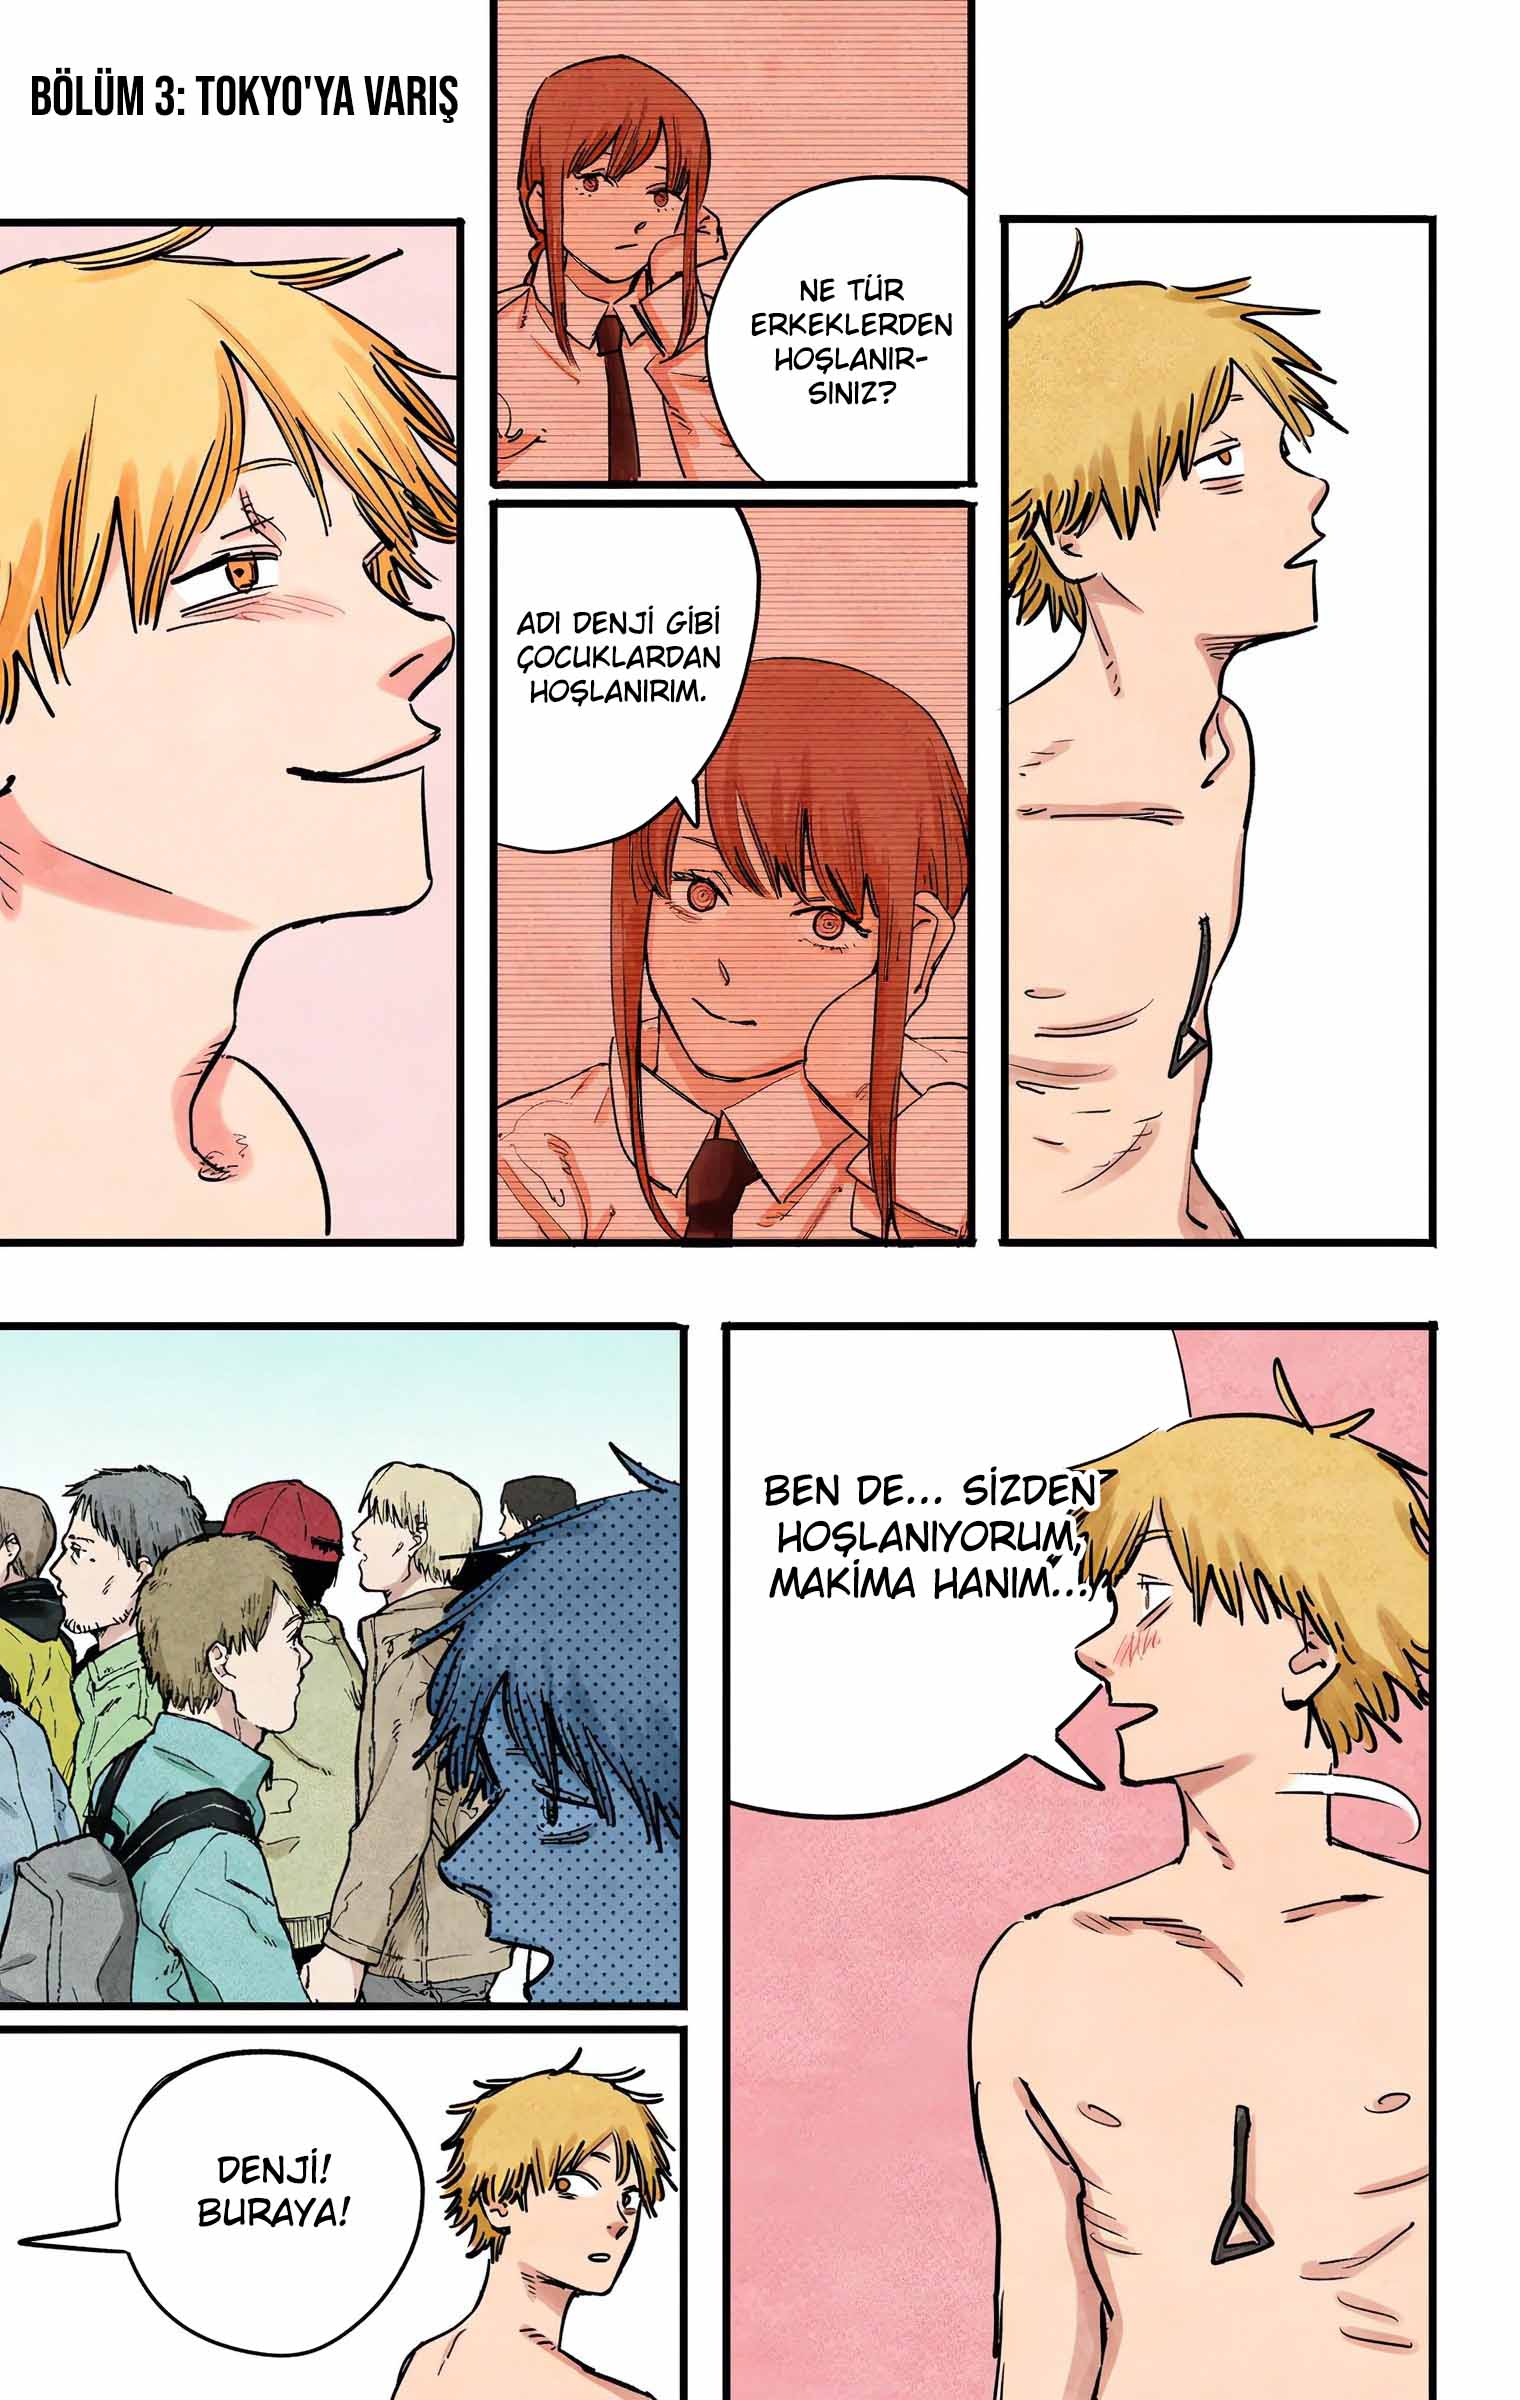 BÖLÜM 3: TOKYO'YA VARIŞ
NE TÜR
ERKEKLERDEN
HOŞLANIR-
SINIZ?
ADI DENJİ GİBİ
ÇOCUKLARDAN
HOŞLANIRIM.
BEN DE... SİZDEN
HOŞLANIYORUM,
MAKİMA HANIM...
DENJİ!
BURAYA!